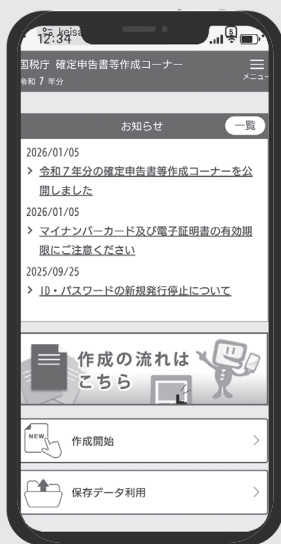 12:34
国税庁 確定申告書等作成コーナー
令和 7 年分
メニュー
お知らせ
一覧
2026/01/05
> 令和７年分の確定申告書等作成コーナーを公
開しました
2026/01/05
> マイナンバーカード及び電子証明書の有効期
限にご注意ください
2025/09/25
> ID・パスワードの新規発行停止について
作成の流れは
こちら
NEW
作成開始
保存データ利用